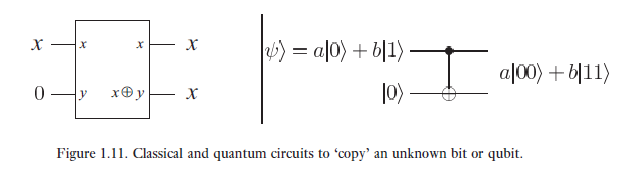 x x x x |ψ⟩ = a|0⟩ + b|1⟩
a|00⟩ + b|11⟩
0 y x⊕y x |0⟩
Figure 1.11. Classical and quantum circuits to ‘copy’ an unknown bit or qubit.